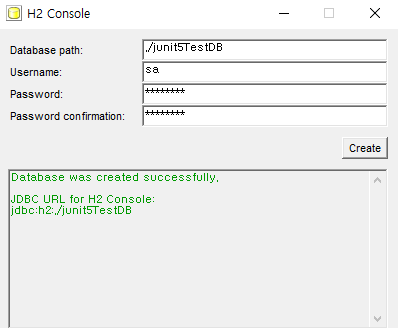 H2 Console
Database path: ./junit5TestDB
Username: sa
Password: ********
Password confirmation: ********
Create
Database was created successfully.
JDBC URL for H2 Console:
jdbc:h2:./junit5TestDB